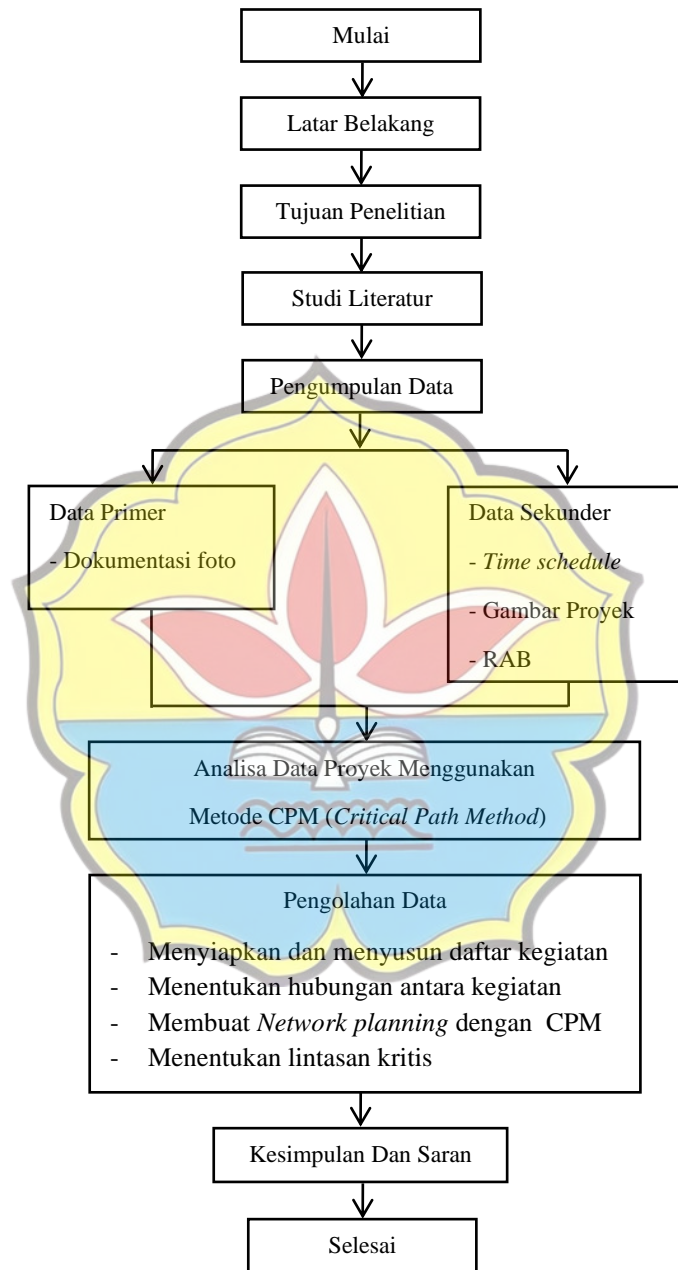 Mulai
Latar Belakang
Tujuan Penelitian
Studi Literatur
Pengumpulan Data
Data Primer
- Dokumentasi foto
Data Sekunder
- Time schedule
- Gambar Proyek
- RAB
Analisa Data Proyek Menggunakan
Metode CPM (Critical Path Method)
Pengolahan Data
- Menyiapkan dan menyusun daftar kegiatan
- Menentukan hubungan antara kegiatan
- Membuat Network planning dengan CPM
- Menentukan lintasan kritis
Kesimpulan Dan Saran
Selesai